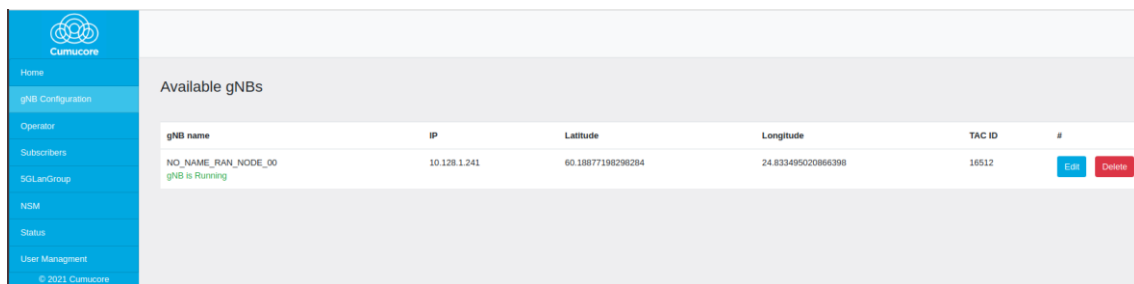 Cumucore
Home
gNB Configuration
Operator
Subscribers
5GLanGroup
NSM
Status
User Managment
© 2021 Cumucore
Available gNBs
gNB name IP Latitude Longitude TAC ID #
NO_NAME_RAN_NODE_00 10.128.1.241 60.18877198298284 24.833495020866398 16512 Edit Delete
gNB is Running